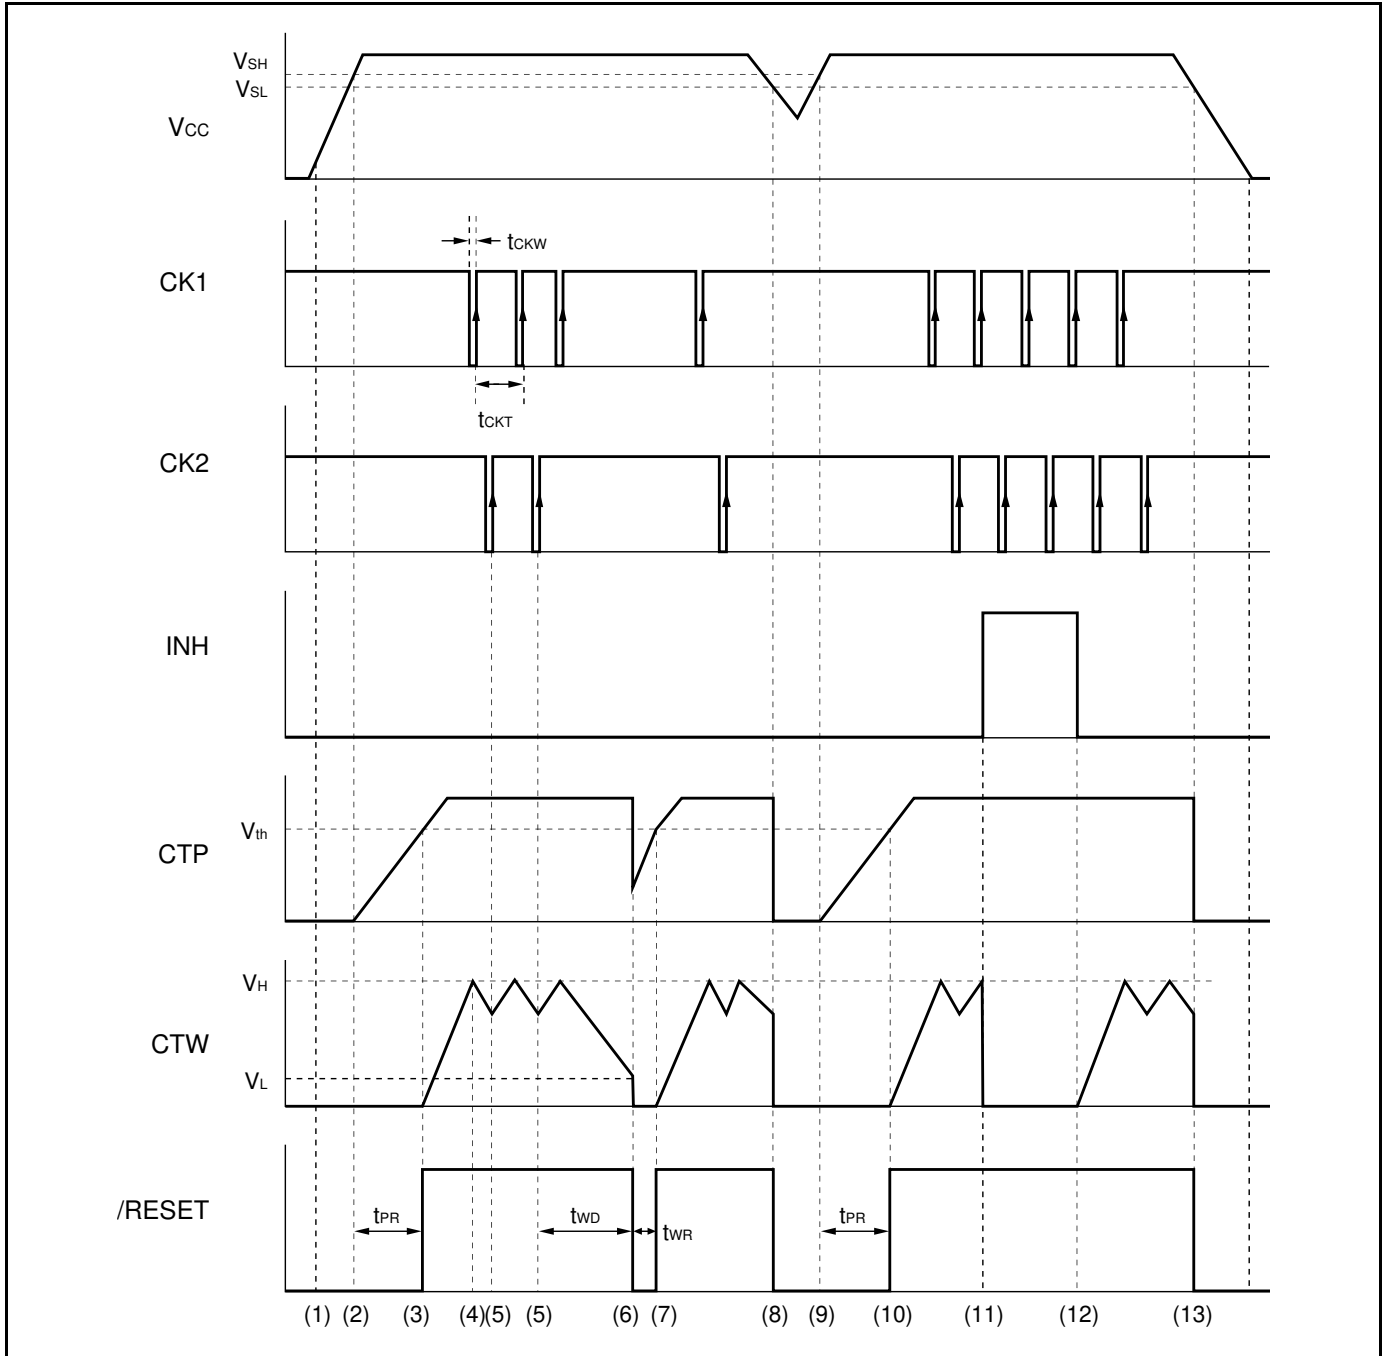 VSH
VSL
VCC
tCKW
CK1
tCKT
CK2
INH
Vth
CTP
VH
CTW
VL
/RESET
tPR tWD tWR tPR
(1) (2) (3) (4)(5) (5) (6) (7) (8) (9) (10) (11) (12) (13)